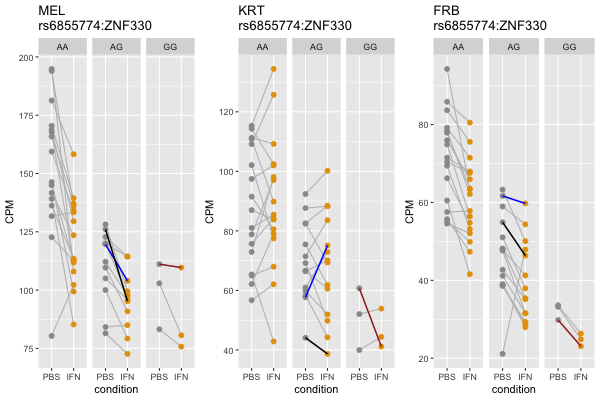 MEL
rs6855774:ZNF330
AA AG GG
CPM
200
175
150
125
100
75
PBS IFN PBS IFN PBS IFN
condition
KRT
rs6855774:ZNF330
AA AG GG
CPM
120
100
80
60
40
PBS IFN PBS IFN PBS IFN
condition
FRB
rs6855774:ZNF330
AA AG GG
CPM
80
60
40
20
PBS IFN PBS IFN PBS IFN
condition